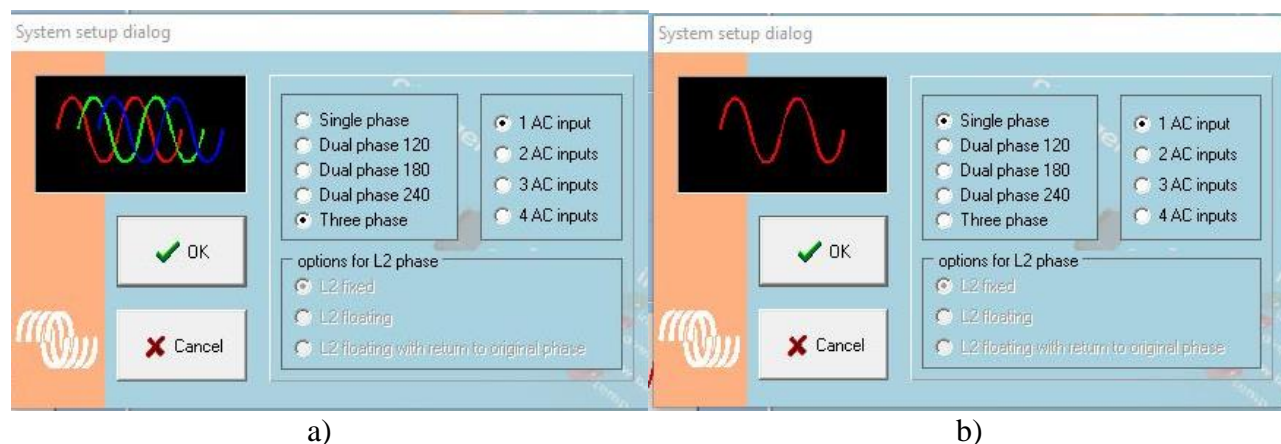 System setup dialog
Single phase
Dual phase 120
Dual phase 180
Dual phase 240
Three phase
1 AC input
2 AC inputs
3 AC inputs
4 AC inputs
OK
Cancel
options for L2 phase
L2 fixed
L2 floating
L2 floating with return to original phase
a)
System setup dialog
Single phase
Dual phase 120
Dual phase 180
Dual phase 240
Three phase
1 AC input
2 AC inputs
3 AC inputs
4 AC inputs
OK
Cancel
options for L2 phase
L2 fixed
L2 floating
L2 floating with return to original phase
b)